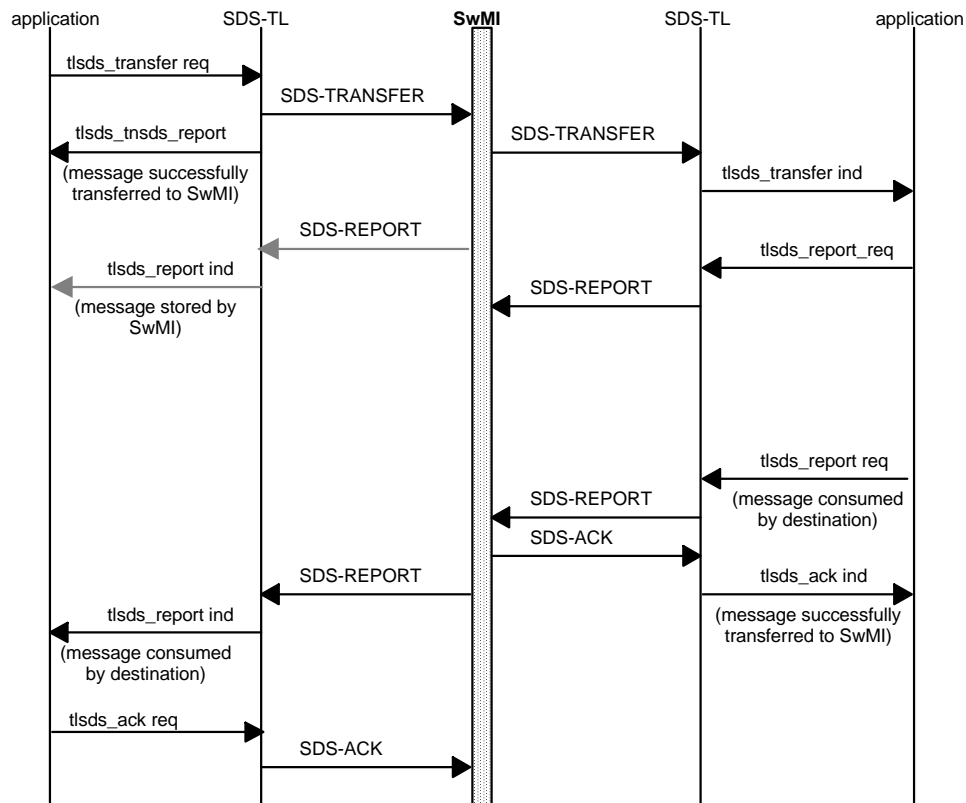 application
SDS-TL
SwMI
SDS-TL
application
tlsds_transfer req
SDS-TRANSFER
tlsds_tnsds_report
SDS-TRANSFER
(message successfully
transferred to SwMI)
tlsds_transfer ind
SDS-REPORT
tlsds_report_req
tlsds_report ind
SDS-REPORT
(message stored by
SwMI)
tlsds_report req
SDS-REPORT
(message consumed
by destination)
SDS-ACK
SDS-REPORT
tlsds_ack ind
tlsds_report ind
(message successfully
transferred to SwMI)
(message consumed
by destination)
tlsds_ack req
SDS-ACK